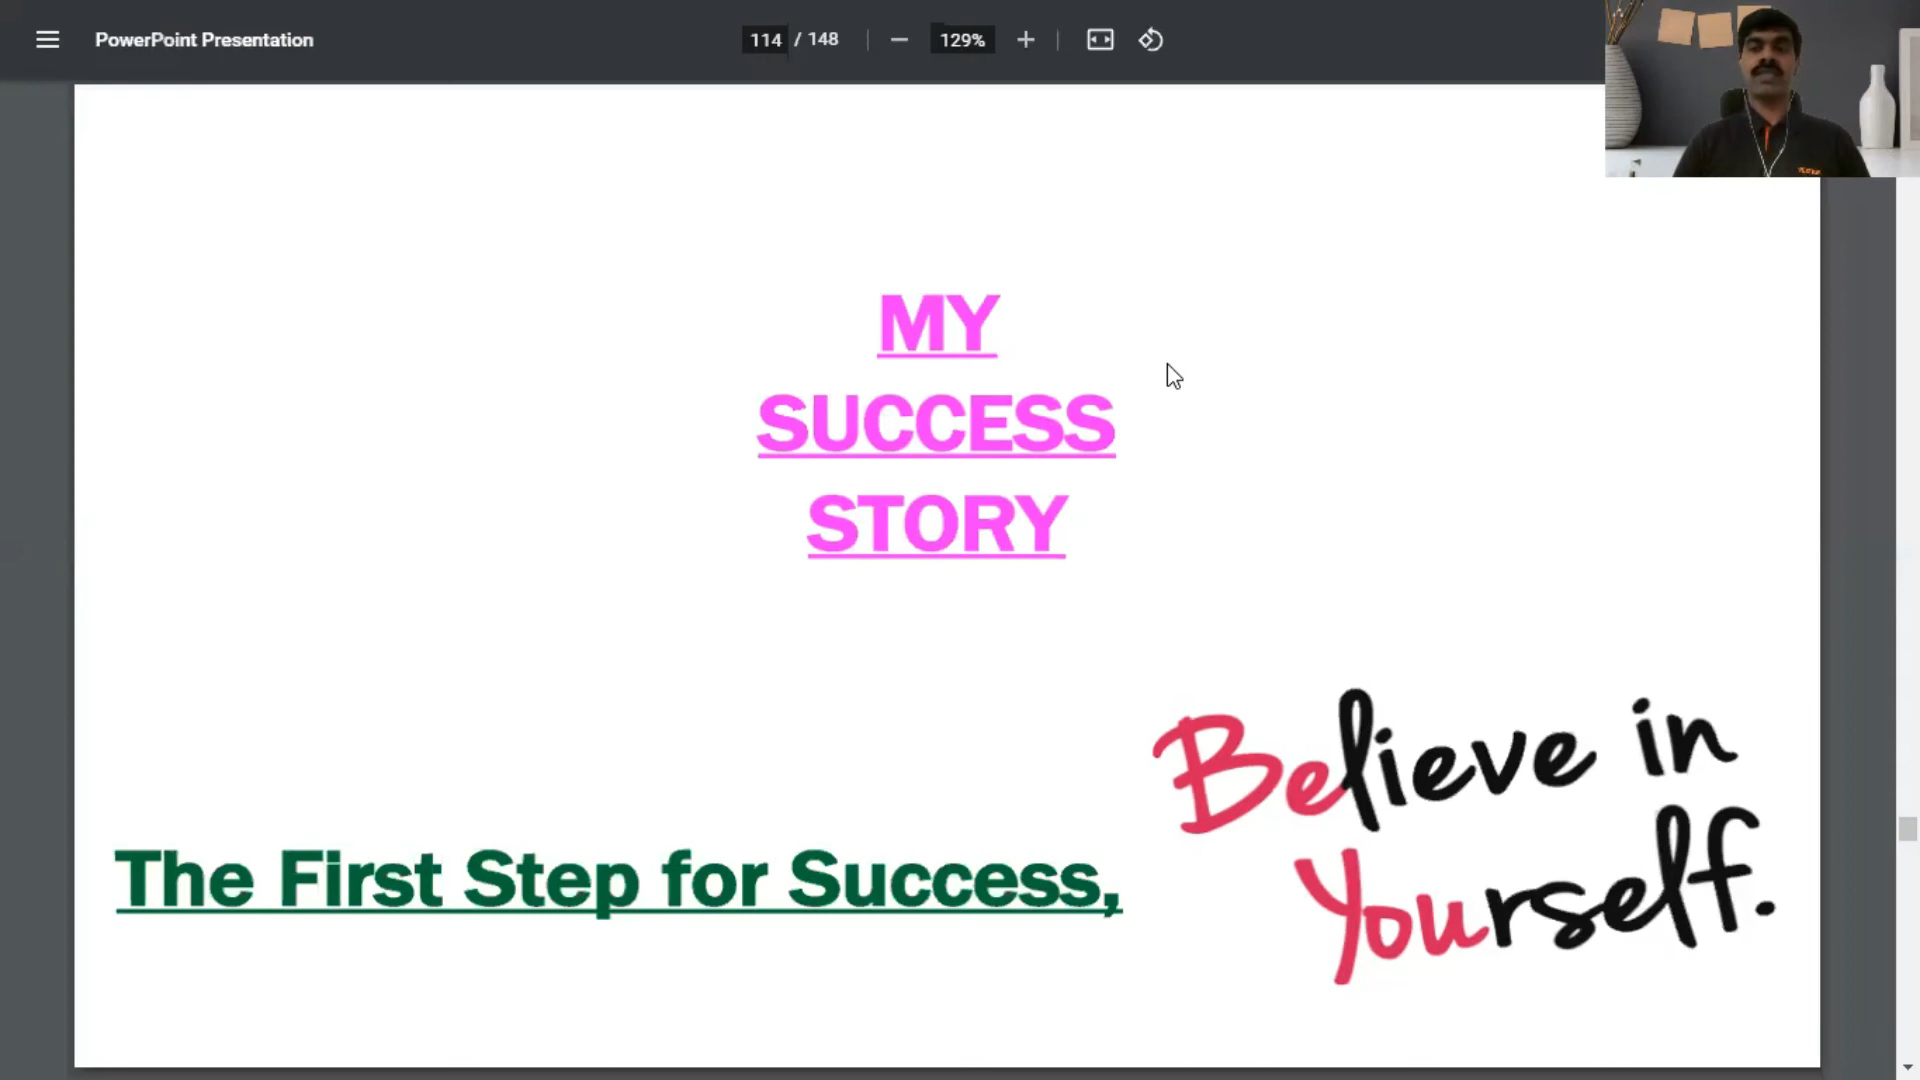 PowerPoint Presentation
114 / 148
129%
MY
SUCCESS
STORY
Believe in
Yourself.
The First Step for Success,